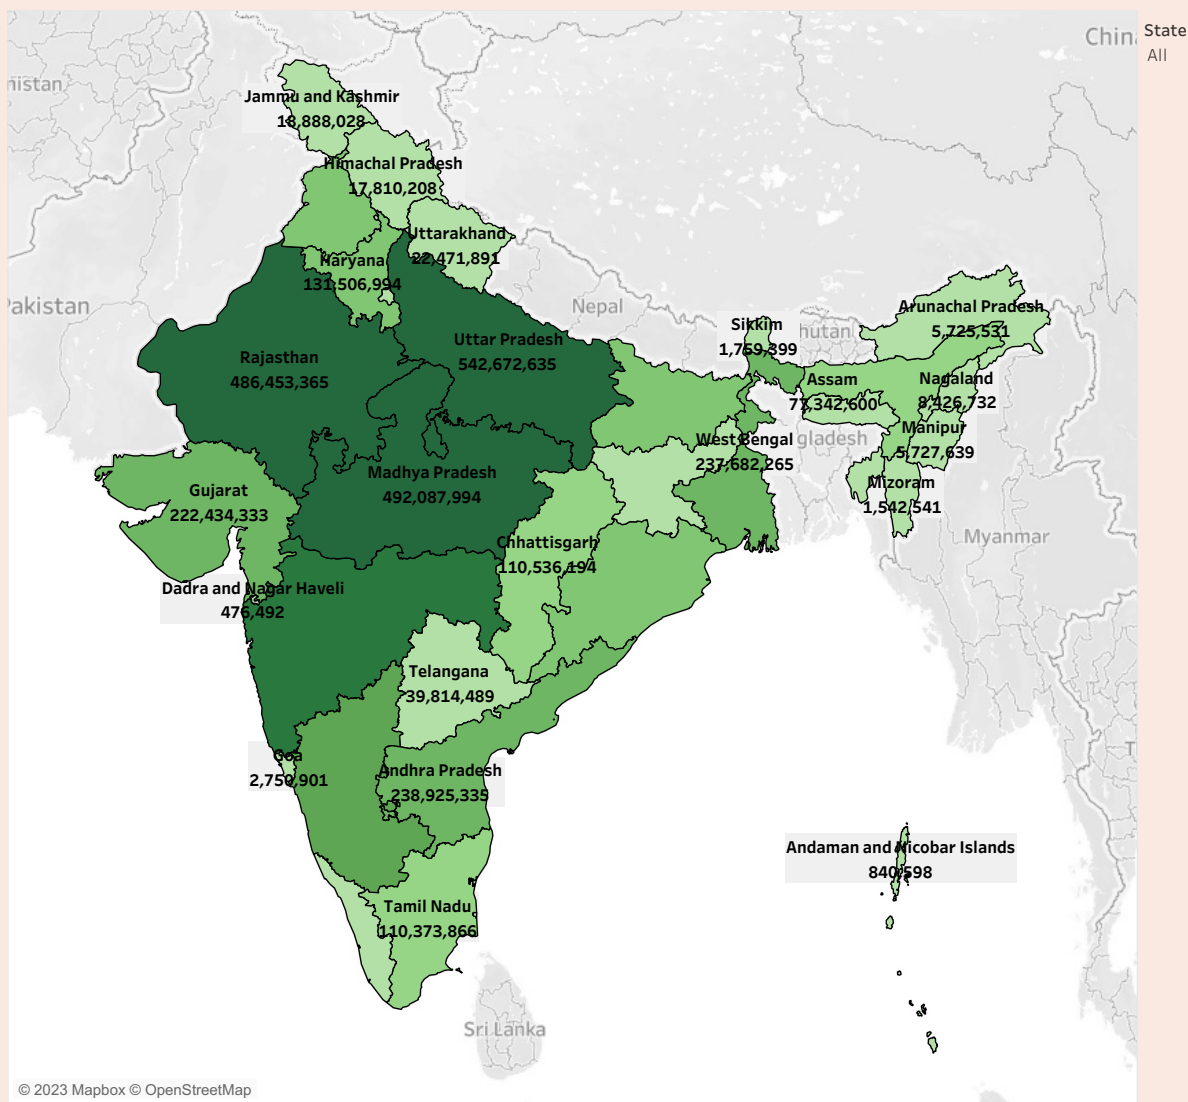 China
State
All
nistan
Jammu and Kashmir
18,888,028
Himachal Pradesh
17,810,208
Uttarakhand
22,471,891
Haryana
131,506,994
Pakistan
Nepal
Arunachal Pradesh
5,725,531
Sikkim
1,759,399
hutan
Uttar Pradesh
542,672,635
Rajasthan
486,453,365
Assam
77,342,600
Nagaland
8,426,732
Manipur
5,727,639
West Bengal
237,682,265
gladesh
Madhya Pradesh
492,087,994
Mizoram
1,542,541
Gujarat
222,434,333
Myanmar
Chhattisgarh
110,536,194
Dadra and Nagar Haveli
476,492
Telangana
39,814,489
Goa
2,750,901
T
Andhra Pradesh
238,925,335
Andaman and Nicobar Islands
840,598
Tamil Nadu
110,373,866
Sri Lanka
© 2023 Mapbox © OpenStreetMap